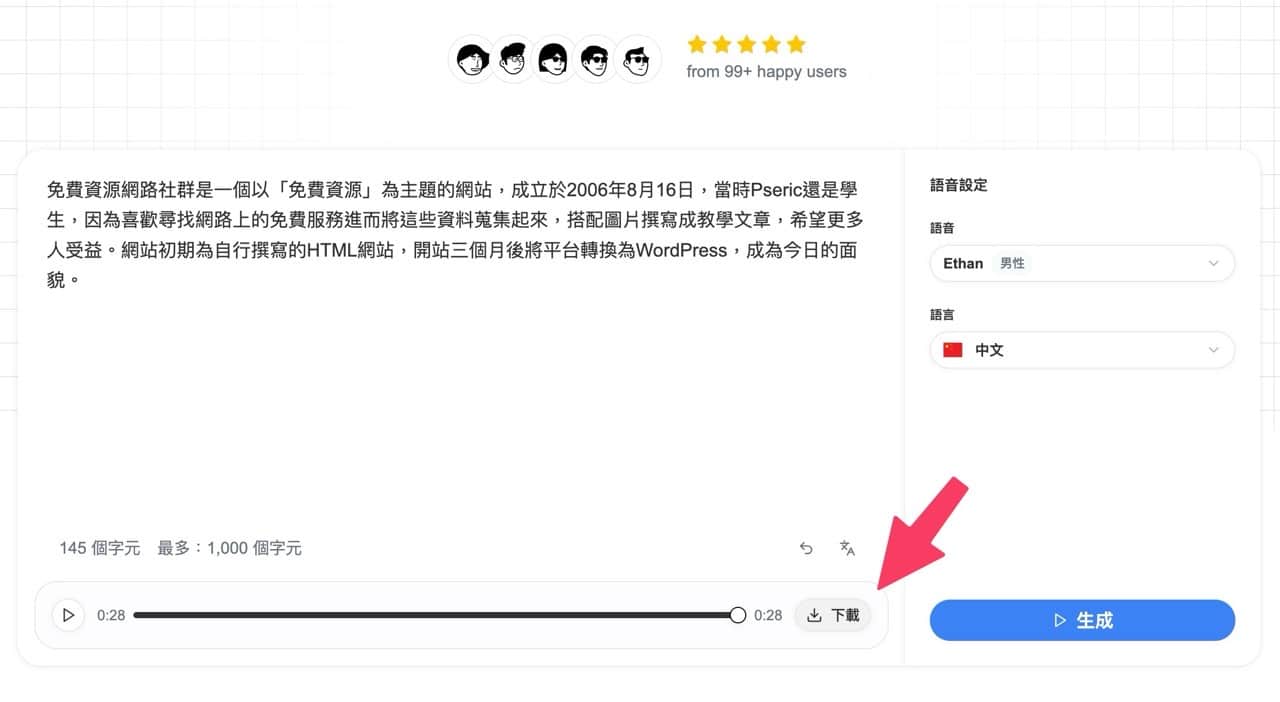 from 99+ happy users
免費資源網路社群是一個以「免費資源」為主題的網站，成立於2006年8月16日，當時Pseric還是學
生，因為喜歡尋找網路上的免費服務進而將這些資料蒐集起來，搭配圖片撰寫成教學文章，希望更多
人受益。網站初期為自行撰寫的HTML網站，開站三個月後將平台轉換為WordPress，成為今日的面
貌。
145 個字元 最多：1,000 個字元
0:28 0:28 下載
語音設定
語音
Ethan 男性
語言
中文
生成